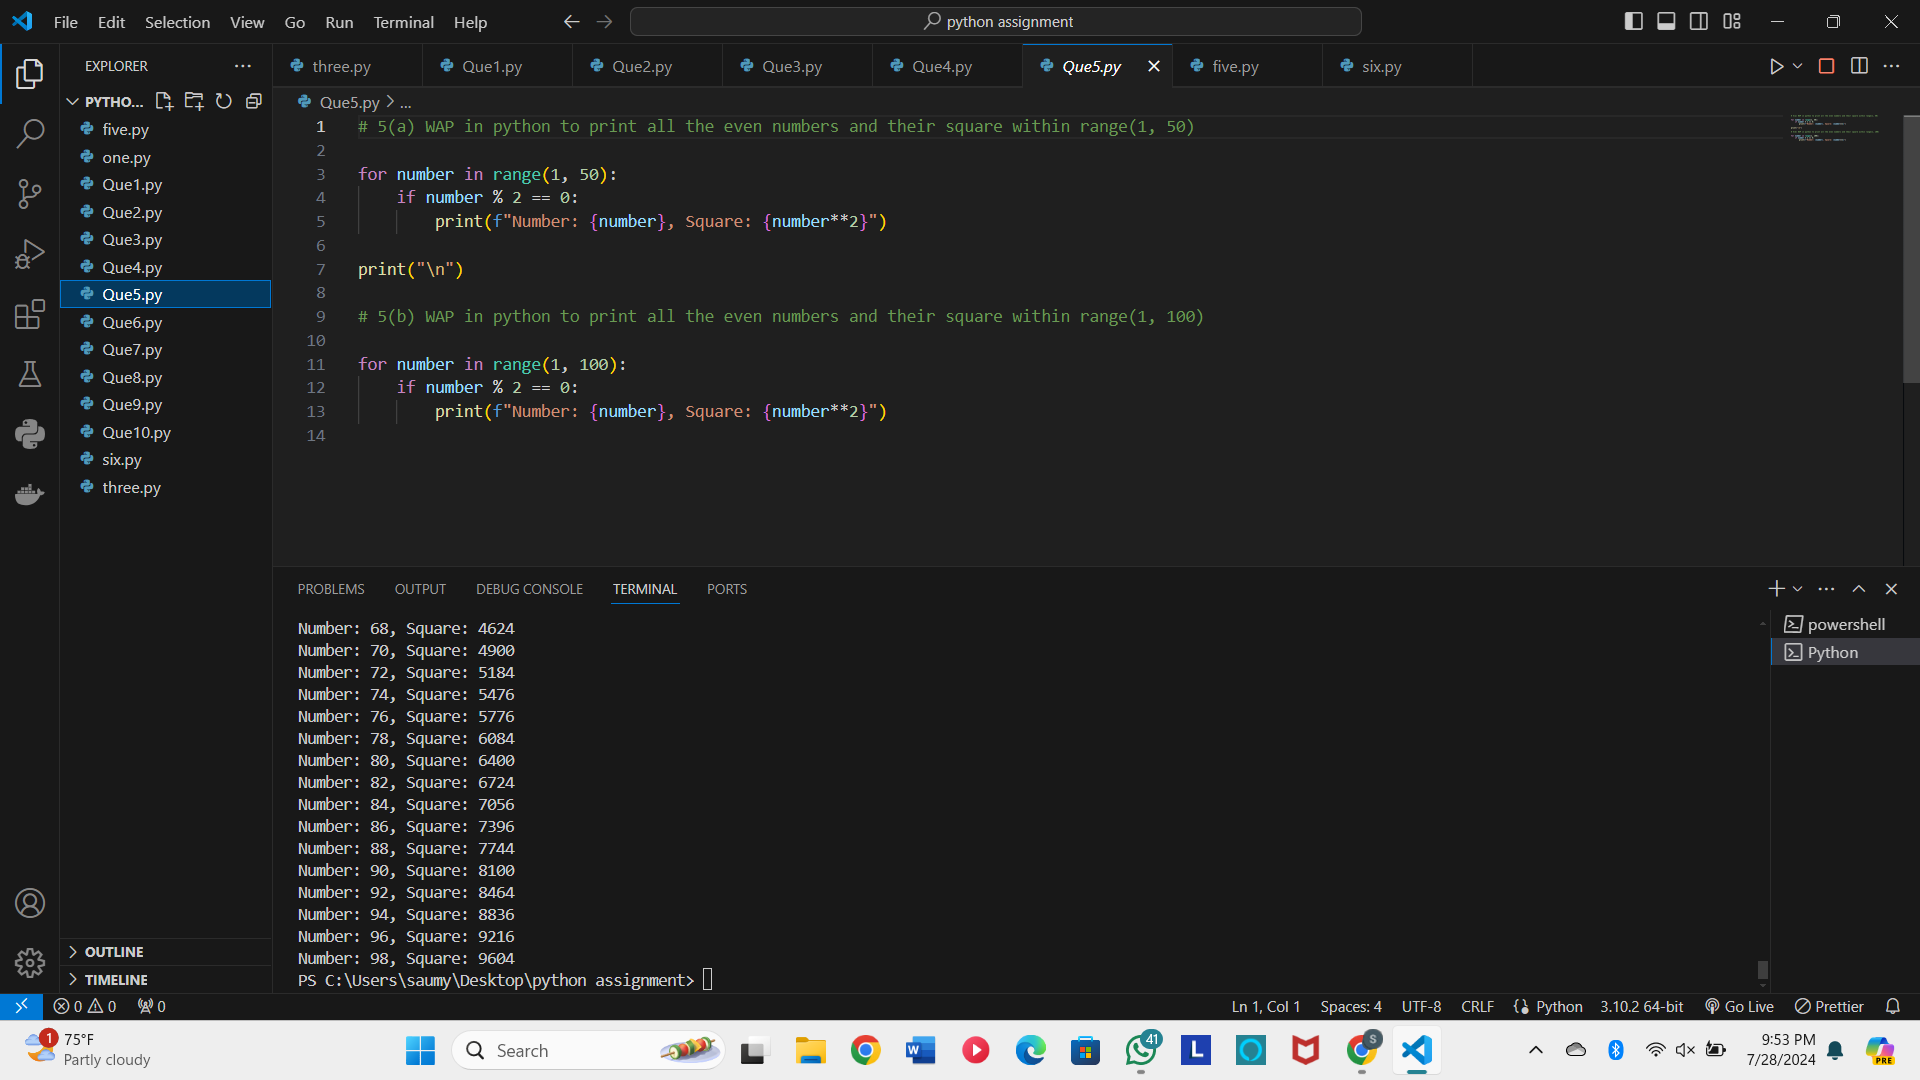 File Edit Selection View Go Run Terminal Help
python assignment
EXPLORER
PYTHO...
five.py
one.py
Que1.py
Que2.py
Que3.py
Que4.py
Que5.py
Que6.py
Que7.py
Que8.py
Que9.py
Que10.py
six.py
three.py
OUTLINE
TIMELINE
three.py Que1.py Que2.py Que3.py Que4.py Que5.py five.py six.py
Que5.py > ...
1 # 5(a) WAP in python to print all the even numbers and their square within range(1, 50)
2
3 for number in range(1, 50):
4 if number % 2 == 0:
5 print(f"Number: {number}, Square: {number**2}")
6
7 print("\n")
8
9 # 5(b) WAP in python to print all the even numbers and their square within range(1, 100)
10
11 for number in range(1, 100):
12 if number % 2 == 0:
13 print(f"Number: {number}, Square: {number**2}")
14
PROBLEMS OUTPUT DEBUG CONSOLE TERMINAL PORTS
Number: 68, Square: 4624
Number: 70, Square: 4900
Number: 72, Square: 5184
Number: 74, Square: 5476
Number: 76, Square: 5776
Number: 78, Square: 6084
Number: 80, Square: 6400
Number: 82, Square: 6724
Number: 84, Square: 7056
Number: 86, Square: 7396
Number: 88, Square: 7744
Number: 90, Square: 8100
Number: 92, Square: 8464
Number: 94, Square: 8836
Number: 96, Square: 9216
Number: 98, Square: 9604
PS C:\Users\saumy\Desktop\python assignment>
powershell
Python
0 0 0
Ln 1, Col 1 Spaces: 4 UTF-8 CRLF Python 3.10.2 64-bit Go Live Prettier
1
75°F
Partly cloudy
Search
W
41
L
S
9:53 PM
7/28/2024
PRE